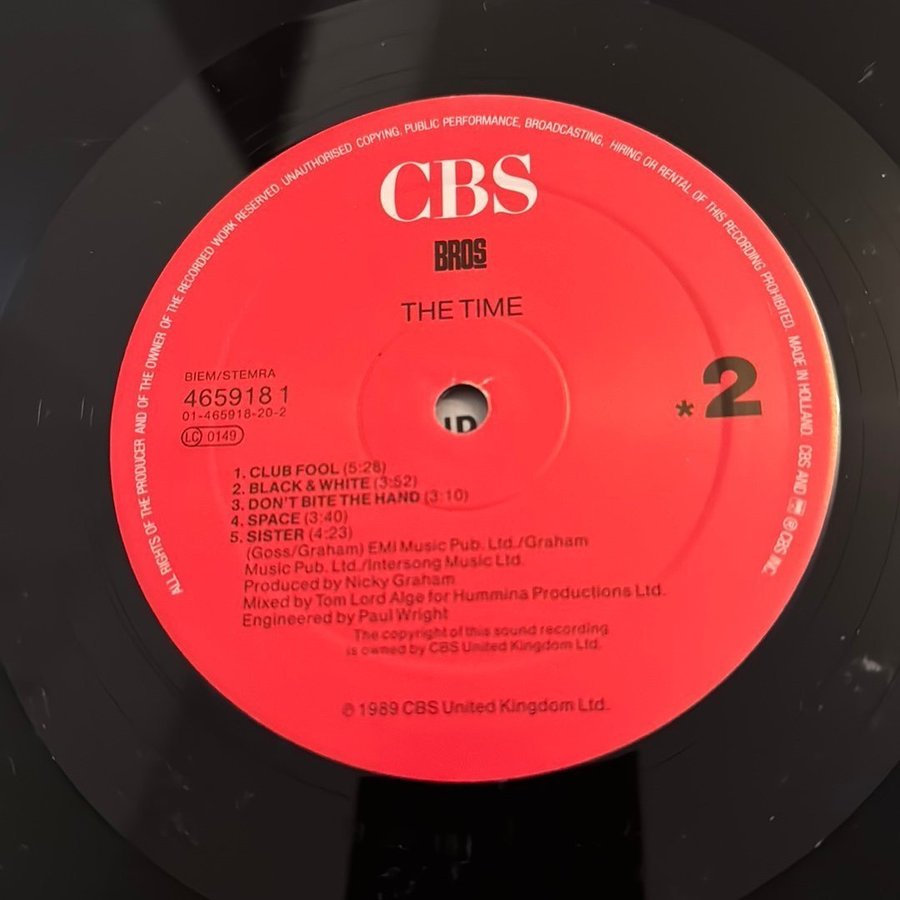 ALL RIGHTS OF THE PRODUCER AND OF THE OWNER OF THE RECORDED WORK RESERVED. UNAUTHORISED COPYING, PUBLIC PERFORMANCE, BROADCASTING, HIRING OR RENTAL OF THIS RECORDING PROHIBITED. MADE IN HOLLAND. CBS AND ® CBS INC.
CBS
BROS
THE TIME
BIEM/STEMRA
465918 1
01-465918-20-2
LC 0149
*2
1. CLUB FOOL (5:28)
2. BLACK & WHITE (3:52)
3. DON'T BITE THE HAND (3:10)
4. SPACE (3:40)
5. SISTER (4:23)
(Goss/Graham) EMI Music Pub. Ltd./Graham
Music Pub. Ltd./Intersong Music Ltd.
Produced by Nicky Graham
Mixed by Tom Lord Alge for Hummina Productions Ltd.
Engineered by Paul Wright
The copyright of this sound recording
is owned by CBS United Kingdom Ltd.
℗ 1989 CBS United Kingdom Ltd.